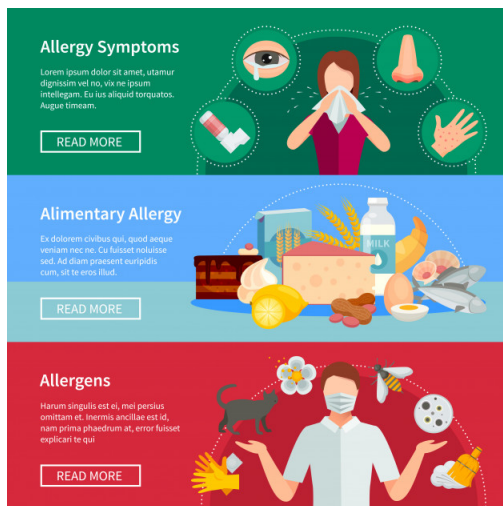 Allergy Symptoms
Lorem ipsum dolor sit amet, utamur
dignissim vel no, vix ne ipsum
intellegam. Eu ius aliquid torquatos.
Augue timeam.
READ MORE
Alimentary Allergy
Ex dolorem civibus qui, quod aeque
veniam nec ne. Cu fuisset noluisse
sed. Ad diam praesent euripidis
cum, sit te eros illud.
READ MORE
MILK
Allergens
Harum singulis est ei, mei persius
omittam et. Inermis ancillae est id,
nam prima phaedrum at, error fuisset
explicari te qui
READ MORE